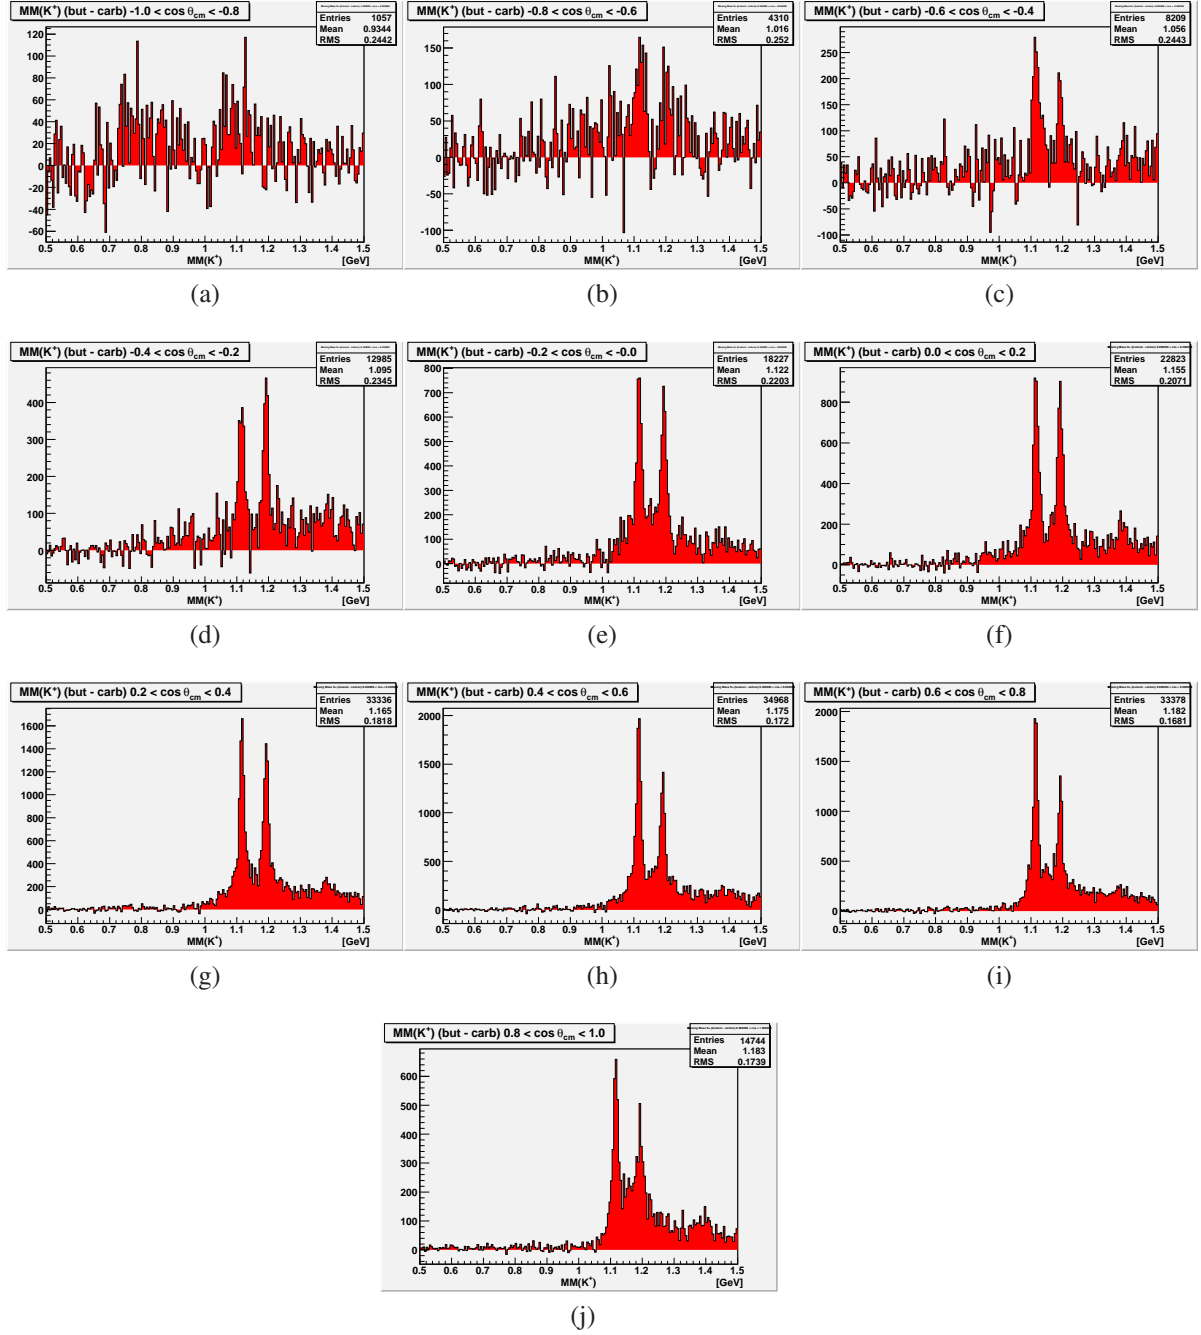 MM(K⁺) (but - carb) -1.0 < cos θcm < -0.8
Entries 1057
Mean 0.9344
RMS 0.2442
120
100
80
60
40
20
0
-20
-40
-60
0.5 0.6 0.7 0.8 0.9 1 1.1 1.2 1.3 1.4 1.5
MM(K⁺) [GeV]
(a)
MM(K⁺) (but - carb) -0.8 < cos θcm < -0.6
Entries 4310
Mean 1.016
RMS 0.252
150
100
50
0
-50
-100
0.5 0.6 0.7 0.8 0.9 1 1.1 1.2 1.3 1.4 1.5
MM(K⁺) [GeV]
(b)
MM(K⁺) (but - carb) -0.6 < cos θcm < -0.4
Entries 8209
Mean 1.056
RMS 0.2443
250
200
150
100
50
0
-50
-100
0.5 0.6 0.7 0.8 0.9 1 1.1 1.2 1.3 1.4 1.5
MM(K⁺) [GeV]
(c)
MM(K⁺) (but - carb) -0.4 < cos θcm < -0.2
Entries 12985
Mean 1.095
RMS 0.2345
400
300
200
100
0
0.5 0.6 0.7 0.8 0.9 1 1.1 1.2 1.3 1.4 1.5
MM(K⁺) [GeV]
(d)
MM(K⁺) (but - carb) -0.2 < cos θcm < -0.0
Entries 18227
Mean 1.122
RMS 0.2203
800
700
600
500
400
300
200
100
0
0.5 0.6 0.7 0.8 0.9 1 1.1 1.2 1.3 1.4 1.5
MM(K⁺) [GeV]
(e)
MM(K⁺) (but - carb) 0.0 < cos θcm < 0.2
Entries 22823
Mean 1.155
RMS 0.2071
800
600
400
200
0
0.5 0.6 0.7 0.8 0.9 1 1.1 1.2 1.3 1.4 1.5
MM(K⁺) [GeV]
(f)
MM(K⁺) (but - carb) 0.2 < cos θcm < 0.4
Entries 33336
Mean 1.165
RMS 0.1818
1600
1400
1200
1000
800
600
400
200
0
0.5 0.6 0.7 0.8 0.9 1 1.1 1.2 1.3 1.4 1.5
MM(K⁺) [GeV]
(g)
MM(K⁺) (but - carb) 0.4 < cos θcm < 0.6
Entries 34968
Mean 1.175
RMS 0.172
2000
1500
1000
500
0
0.5 0.6 0.7 0.8 0.9 1 1.1 1.2 1.3 1.4 1.5
MM(K⁺) [GeV]
(h)
MM(K⁺) (but - carb) 0.6 < cos θcm < 0.8
Entries 33378
Mean 1.182
RMS 0.1681
2000
1500
1000
500
0
0.5 0.6 0.7 0.8 0.9 1 1.1 1.2 1.3 1.4 1.5
MM(K⁺) [GeV]
(i)
MM(K⁺) (but - carb) 0.8 < cos θcm < 1.0
Entries 14744
Mean 1.183
RMS 0.1739
600
500
400
300
200
100
0
0.5 0.6 0.7 0.8 0.9 1 1.1 1.2 1.3 1.4 1.5
MM(K⁺) [GeV]
(j)